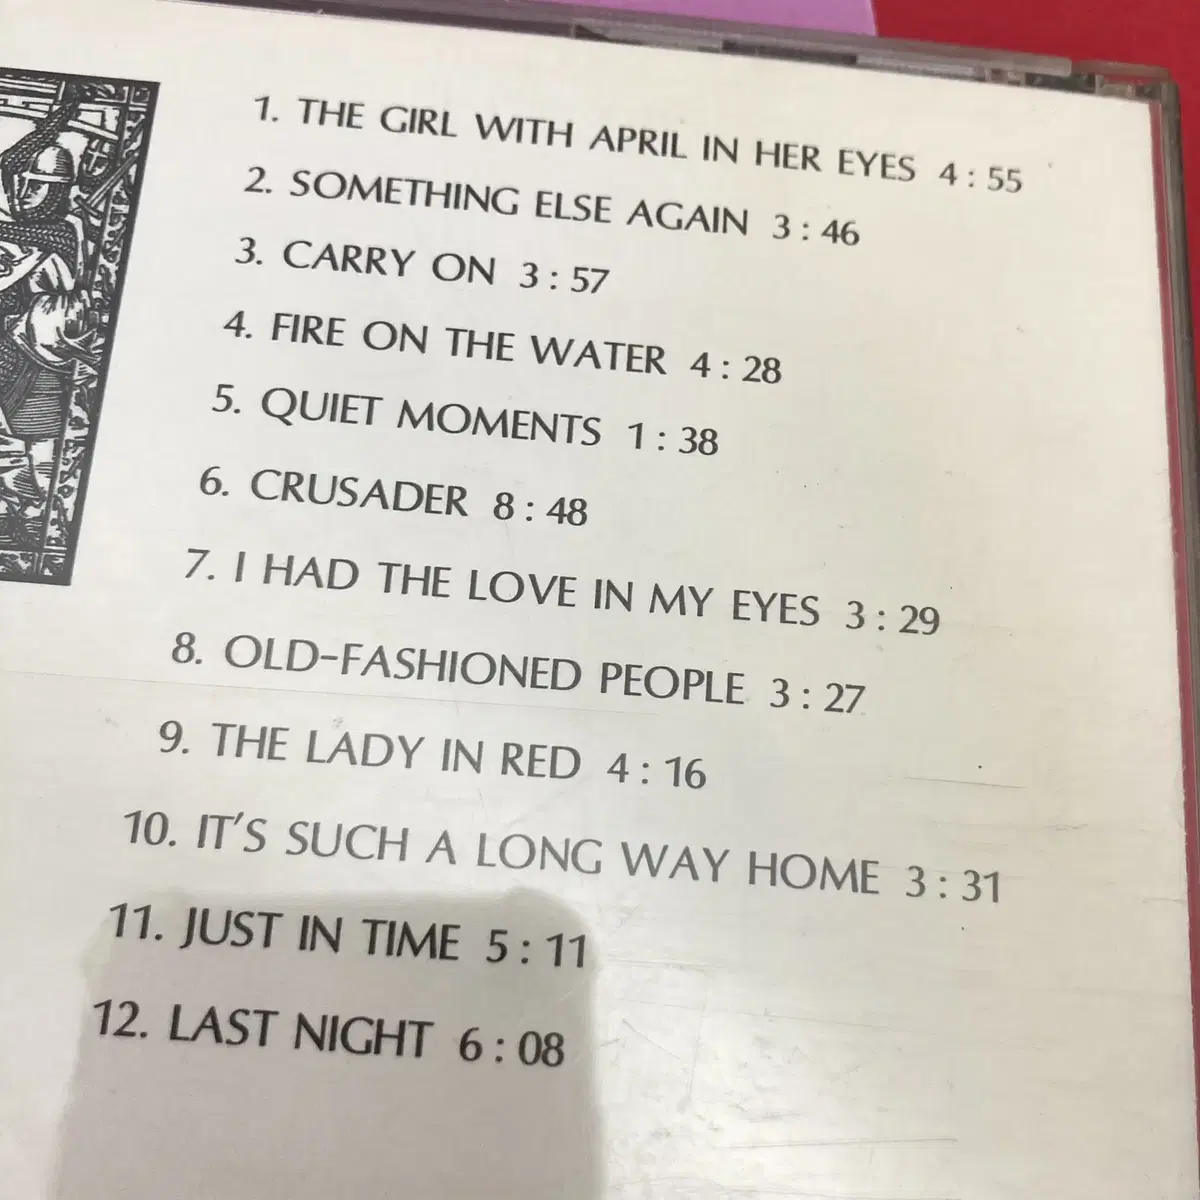 1. THE GIRL WITH APRIL IN HER EYES 4:55
2. SOMETHING ELSE AGAIN 3:46
3. CARRY ON 3:57
4. FIRE ON THE WATER 4:28
5. QUIET MOMENTS 1:38
6. CRUSADER 8:48
7. I HAD THE LOVE IN MY EYES 3:29
8. OLD-FASHIONED PEOPLE 3:27
9. THE LADY IN RED 4:16
10. IT'S SUCH A LONG WAY HOME 3:31
11. JUST IN TIME 5:11
12. LAST NIGHT 6:08